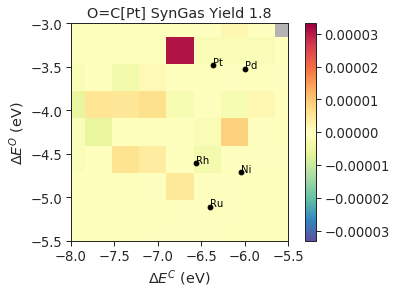 O=C[Pt] SynGas Yield 1.8
−3.0
−3.5
−4.0
−4.5
−5.0
−5.5
ΔE^O (eV)
Pt
Pd
Rh
Ni
Ru
−8.0 −7.5 −7.0 −6.5 −6.0 −5.5
ΔE^C (eV)
0.00003
0.00002
0.00001
0.00000
−0.00001
−0.00002
−0.00003